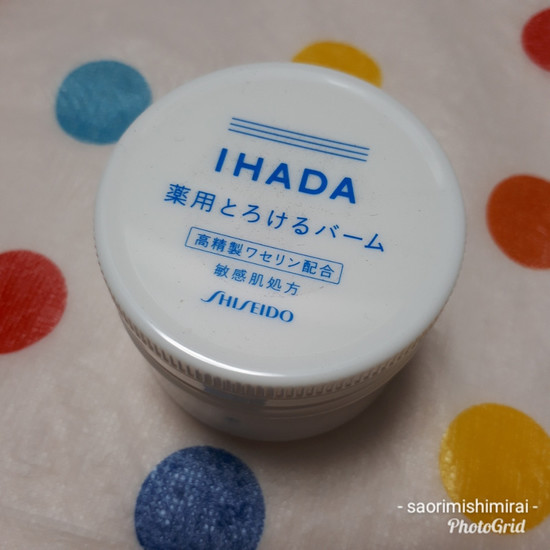 IHADA
薬用とろけるバーム
高精製ワセリン配合
敏感肌処方
SHISEIDO
- saorimishimirai -
PhotoGrid